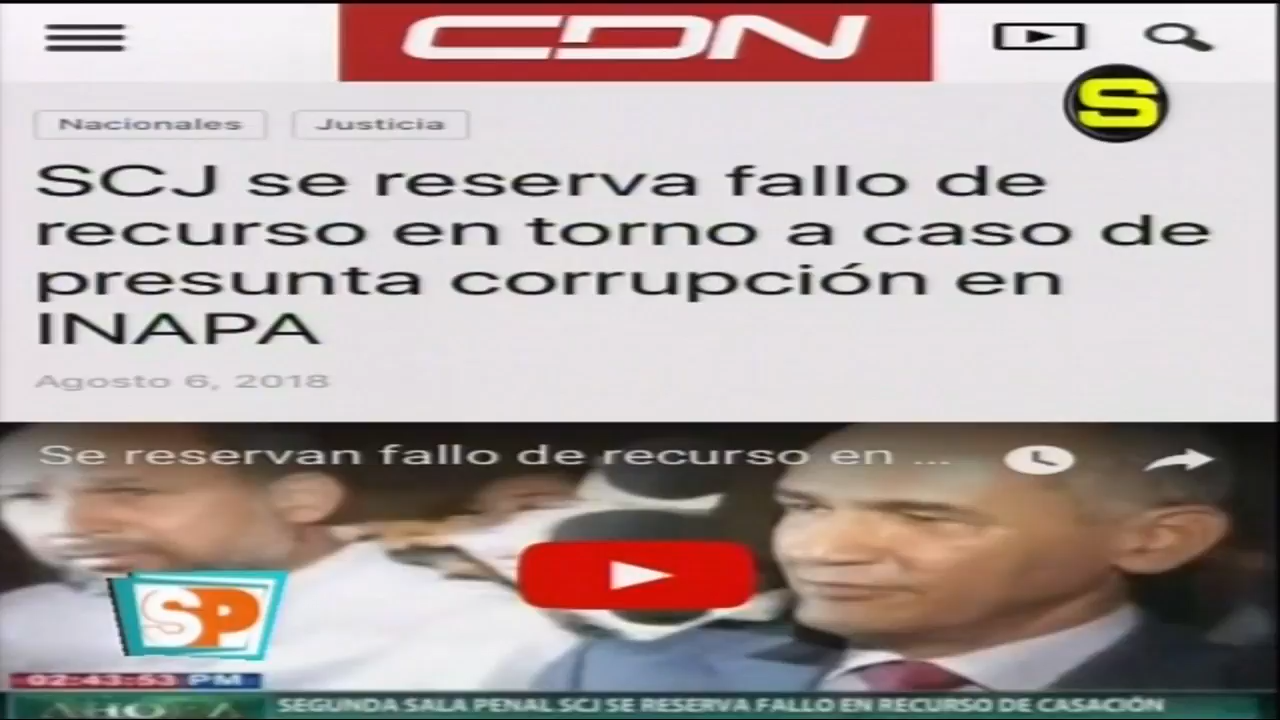 CDN
S
Nacionales
Justicia
SCJ se reserva fallo de
recurso en torno a caso de
presunta corrupción en
INAPA
Agosto 6, 2018
Se reservan fallo de recurso en ...
SP
02:43:53 PM
AHORA
SEGUNDA SALA PENAL SCJ SE RESERVA FALLO EN RECURSO DE CASACIÓN